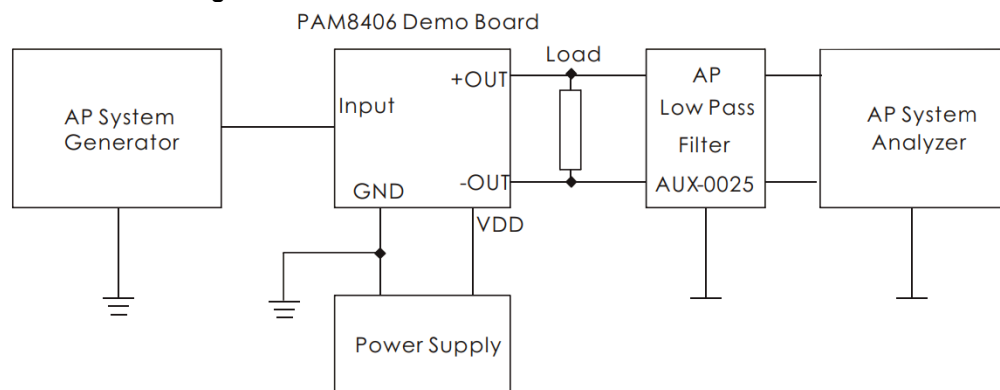 PAM8406 Demo Board
AP System
Generator
Input
+OUT
-OUT
GND
VDD
Load
AP
Low Pass
Filter
AUX-0025
AP System
Analyzer
Power Supply